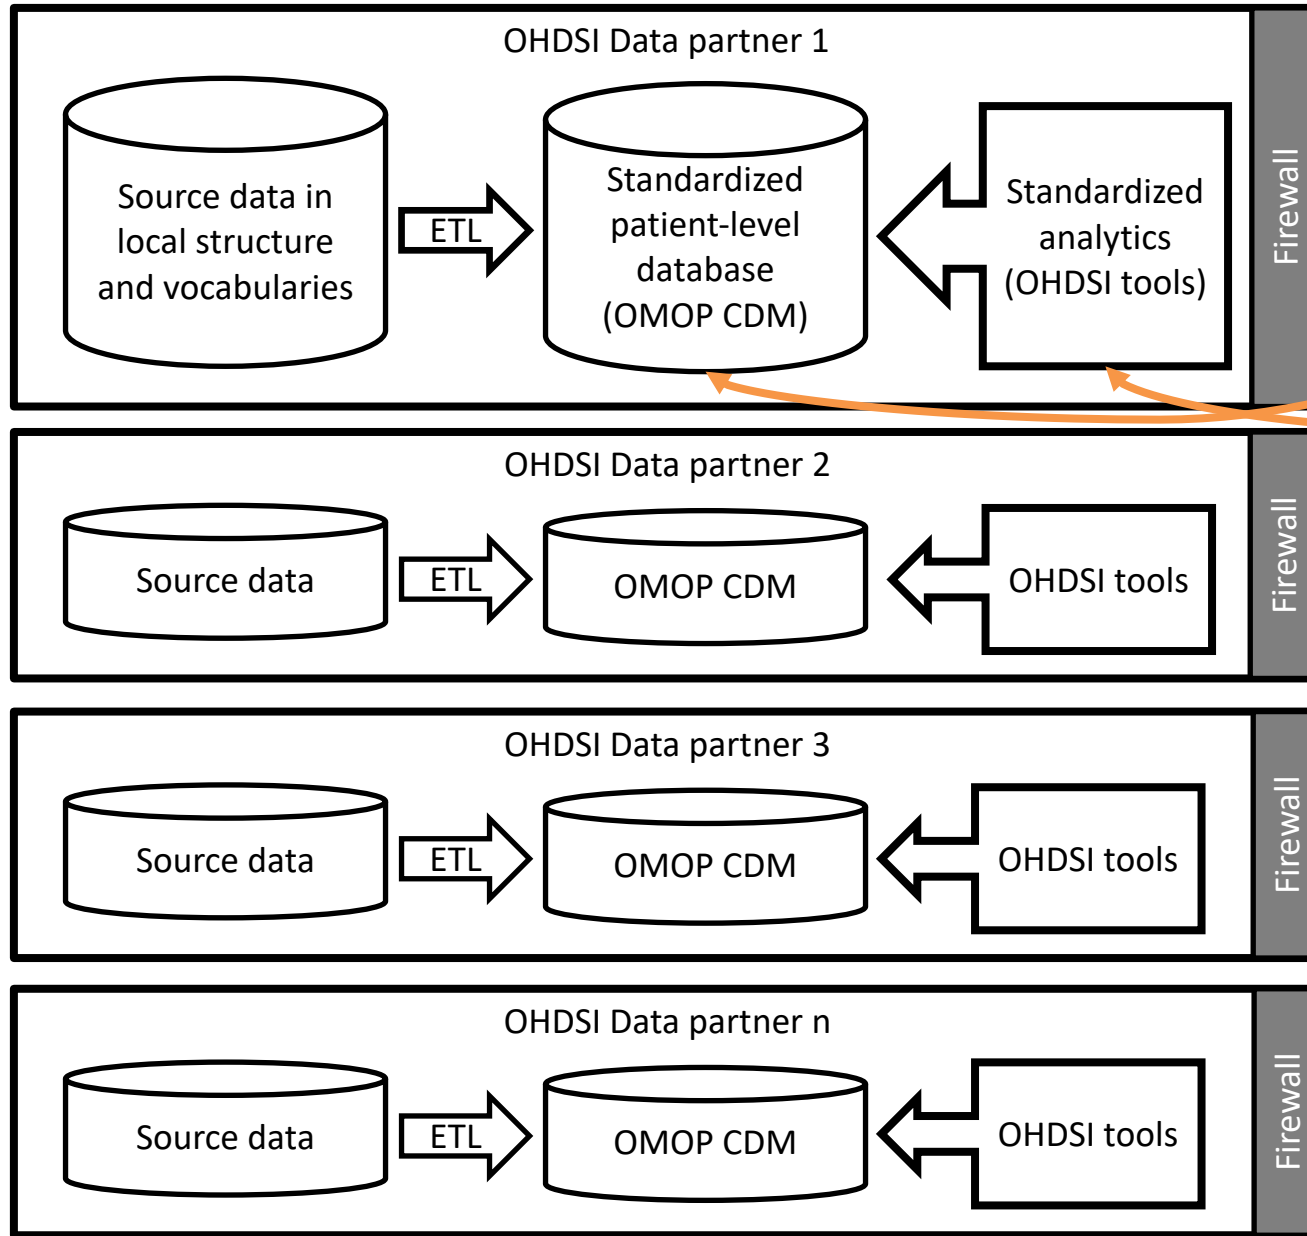 OHDSI Data partner 1
Source data in
local structure
and vocabularies
ETL
Standardized
patient-level
database
(OMOP CDM)
Standardized
analytics
(OHDSI tools)
Firewall
OHDSI Data partner 2
Source data
ETL
OMOP CDM
OHDSI tools
Firewall
OHDSI Data partner 3
Source data
ETL
OMOP CDM
OHDSI tools
Firewall
OHDSI Data partner n
Source data
ETL
OMOP CDM
OHDSI tools
Firewall